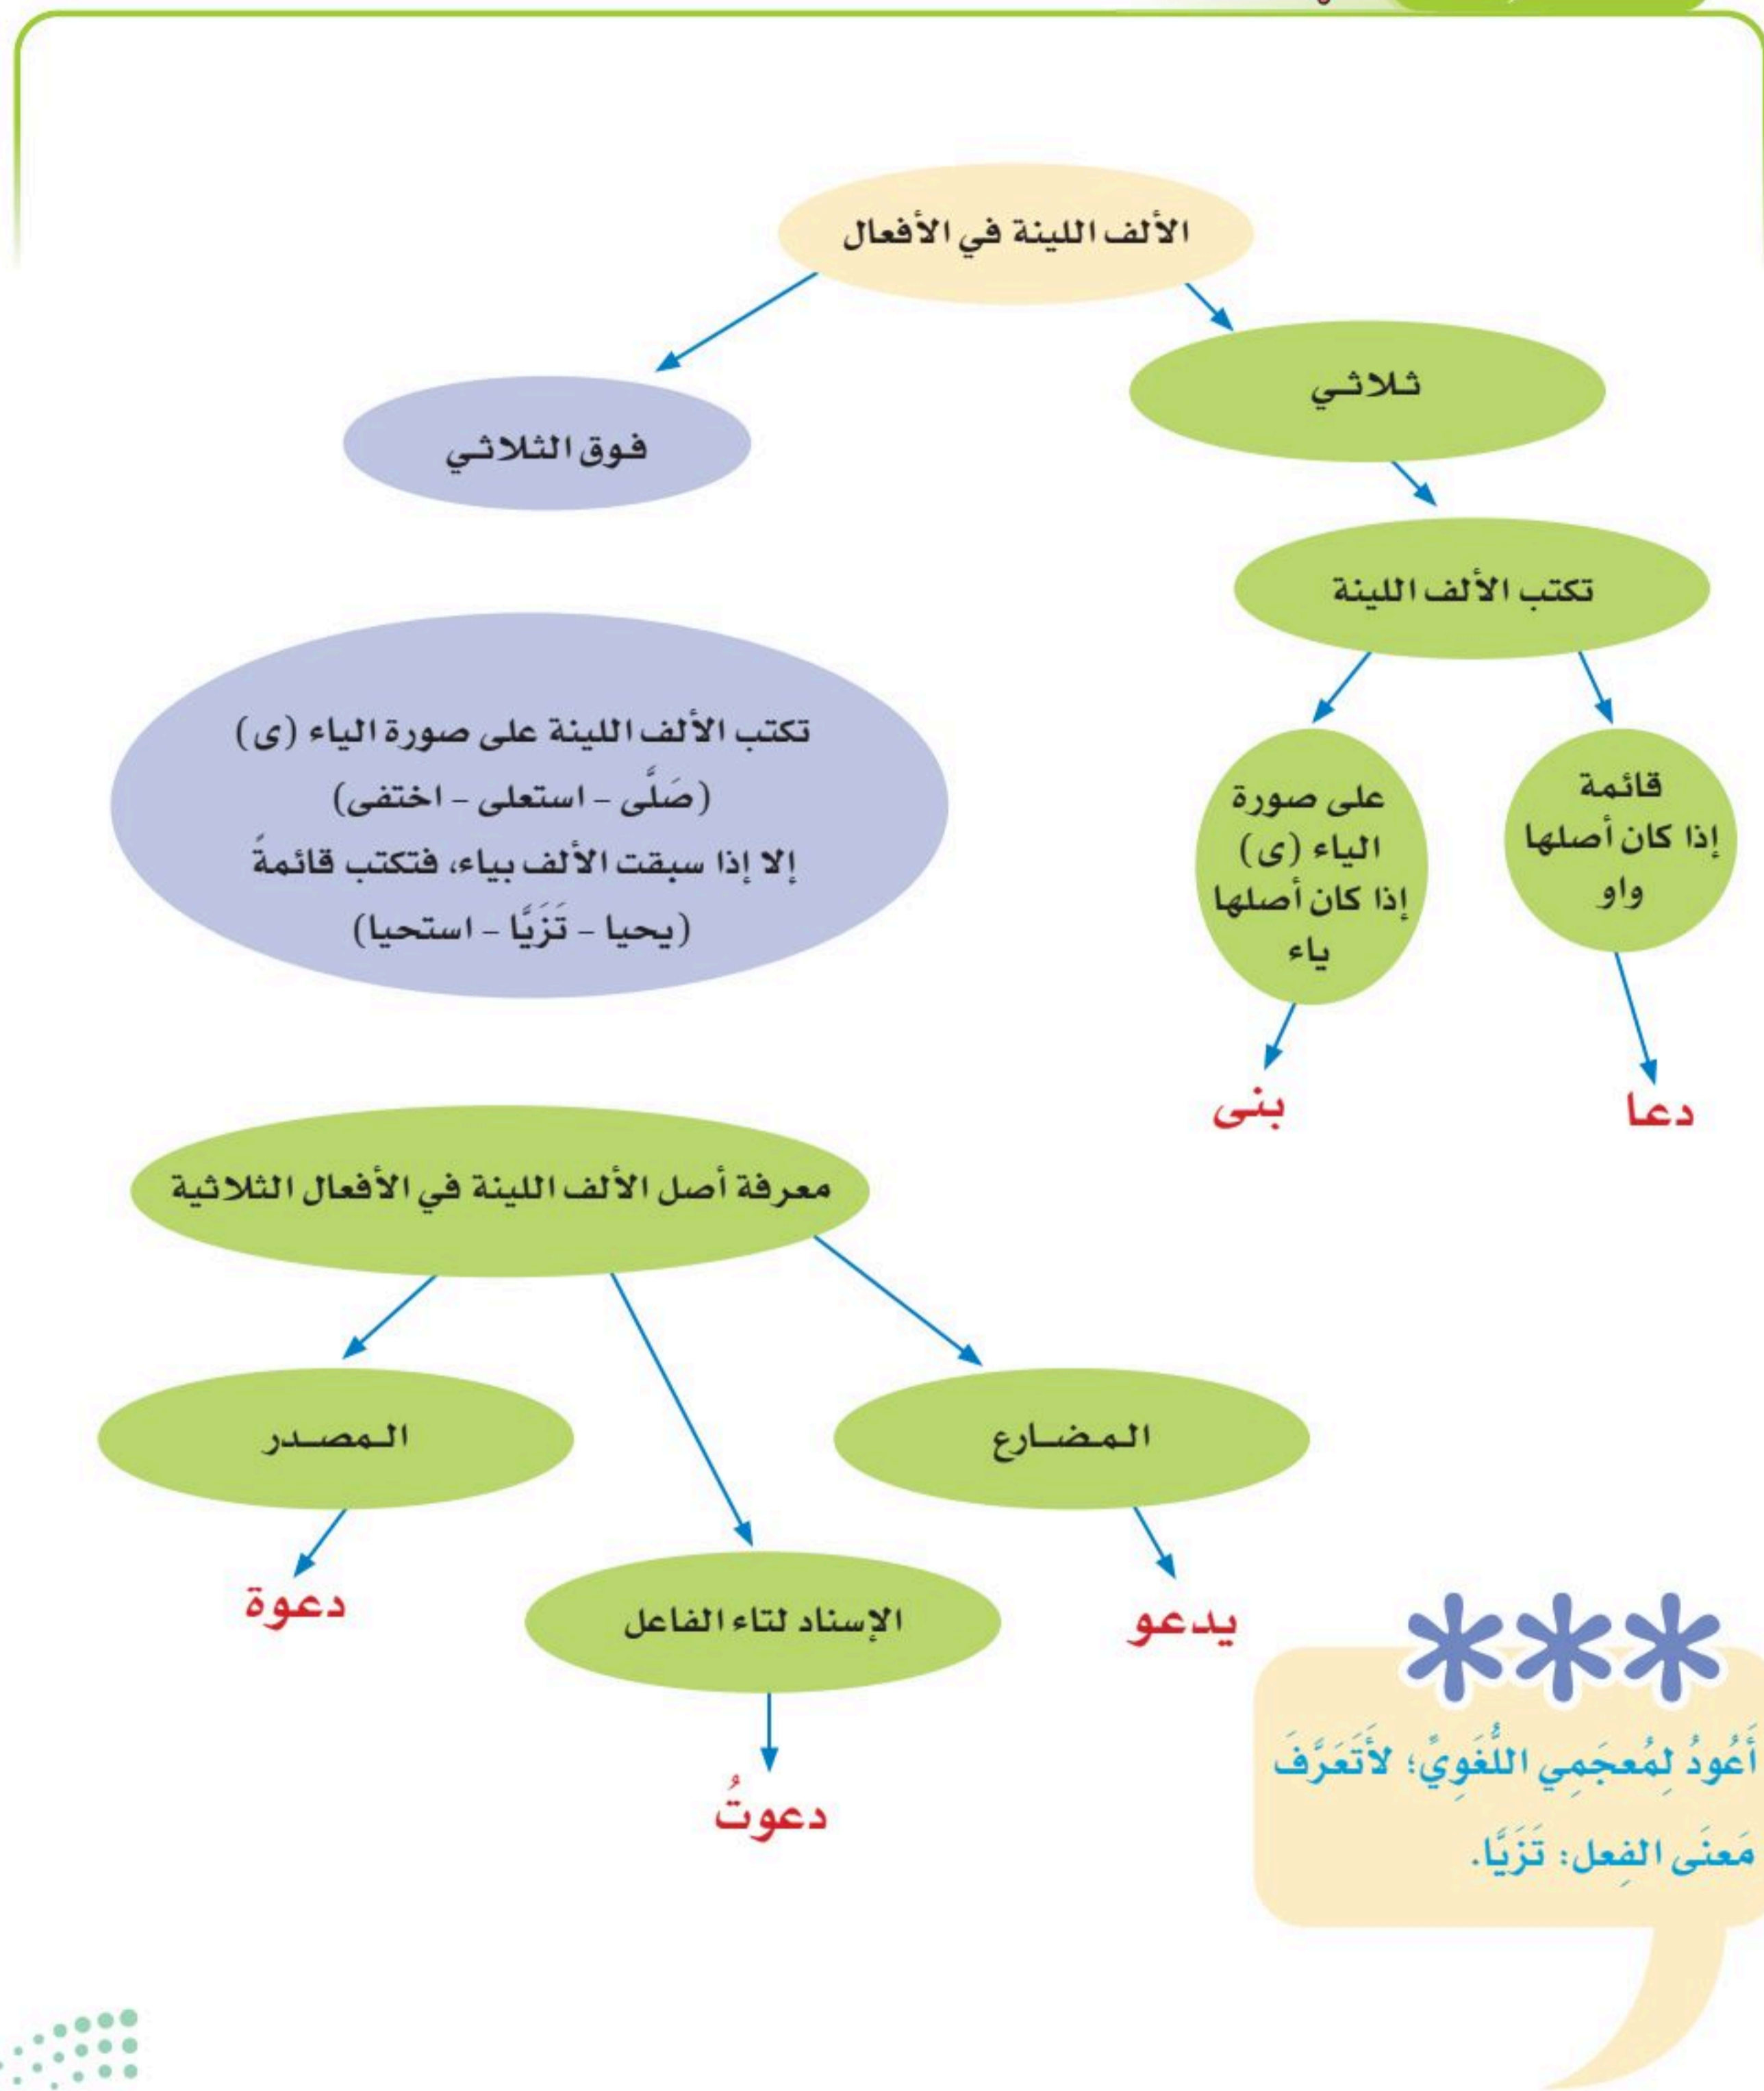 الألف اللينة في الأفعال
ثلاثي
فوق الثلاثي
تكتب الألف اللينة
قائمة
إذا كان أصلها
واو
على صورة
الياء (ى)
إذا كان أصلها
ياء
دعا
بنى
تكتب الألف اللينة على صورة الياء (ى)
(صَلَّى – استعلى – اختفى)
إلا إذا سبقت الألف بياء، فتكتب قائمةً
(يحيا – تَزَيَّا – استحيا)
معرفة أصل الألف اللينة في الأفعال الثلاثية
المضارع
الإسناد لتاء الفاعل
المصدر
يدعو
دعوتُ
دعوة
***
أَعُودُ لِمُعجَمِي اللُّغَوِيِّ؛ لأَتَعَرَّفَ
مَعنَى الفِعل: تَزَيَّا.